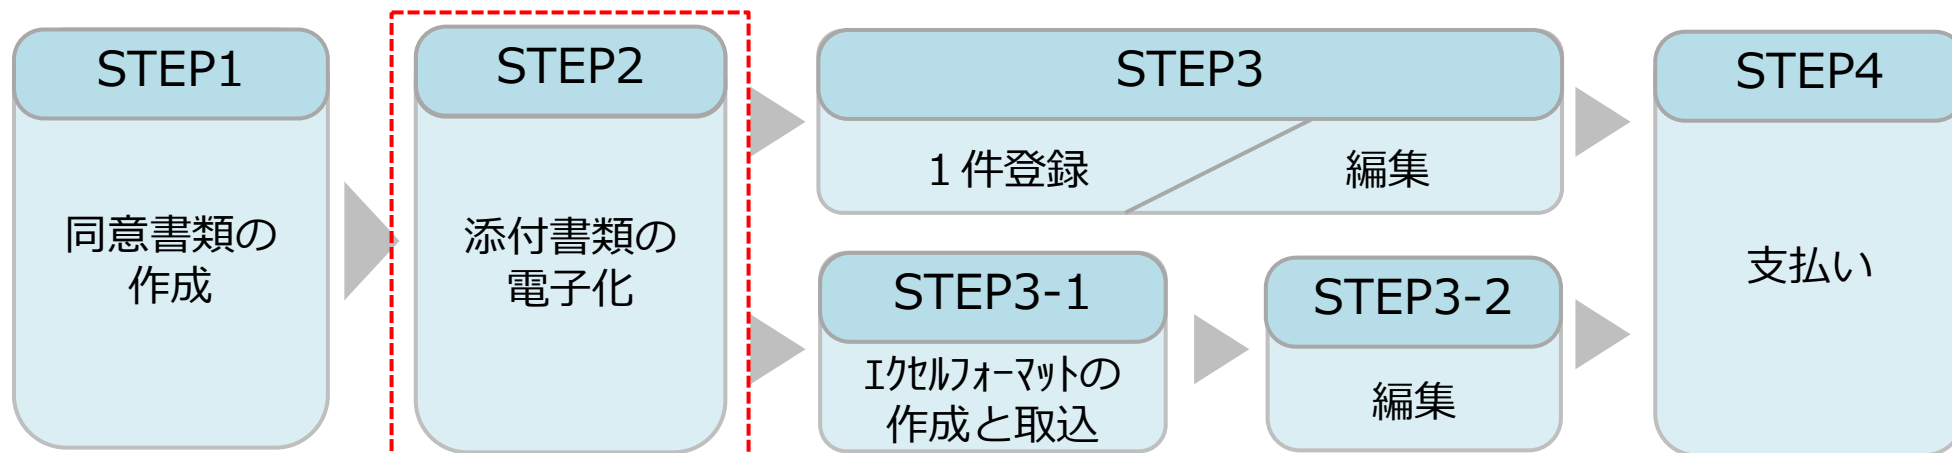 STEP1
同意書類の
作成
STEP2
添付書類の
電子化
STEP3
１件登録
編集
STEP3-1
ｴｸｾﾙﾌｫｰﾏｯﾄの
作成と取込
STEP3-2
編集
STEP4
支払い